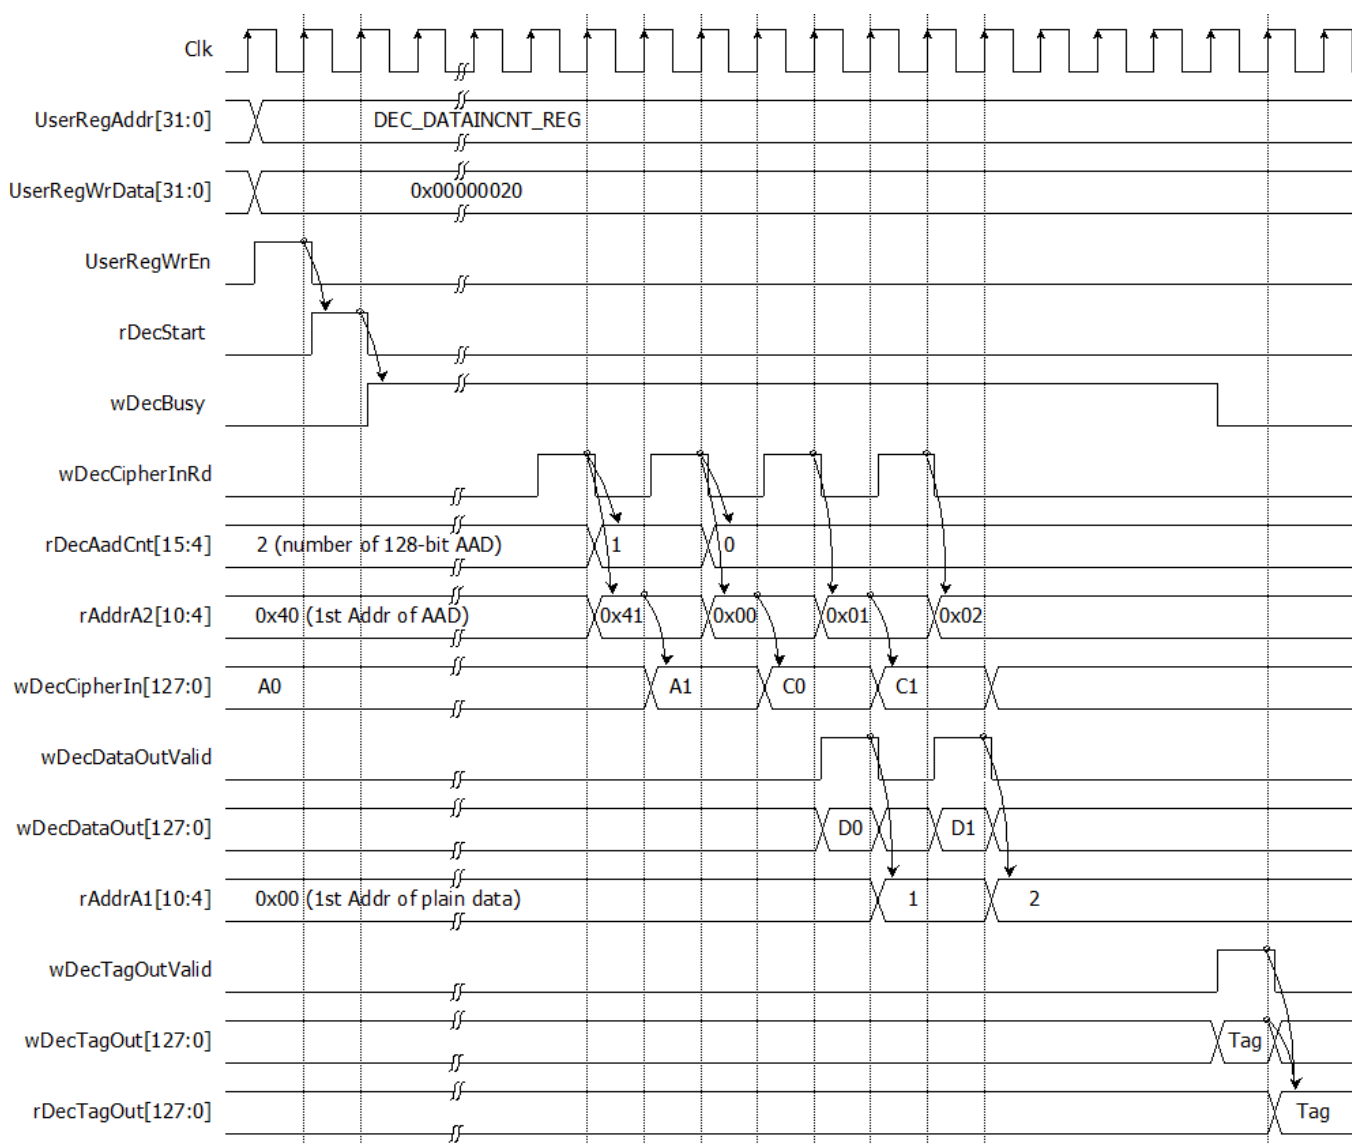 Clk
UserRegAddr[31:0] DEC_DATAINCNT_REG
UserRegWrData[31:0] 0x00000020
UserRegWrEn
rDecStart
wDecBusy
wDecCipherInRd
rDecAadCnt[15:4] 2 (number of 128-bit AAD) 1 0
rAddrA2[10:4] 0x40 (1st Addr of AAD) 0x41 0x00 0x01 0x02
wDecCipherIn[127:0] A0 A1 C0 C1
wDecDataOutValid
wDecDataOut[127:0] D0 D1
rAddrA1[10:4] 0x00 (1st Addr of plain data) 1 2
wDecTagOutValid
wDecTagOut[127:0] Tag
rDecTagOut[127:0] Tag